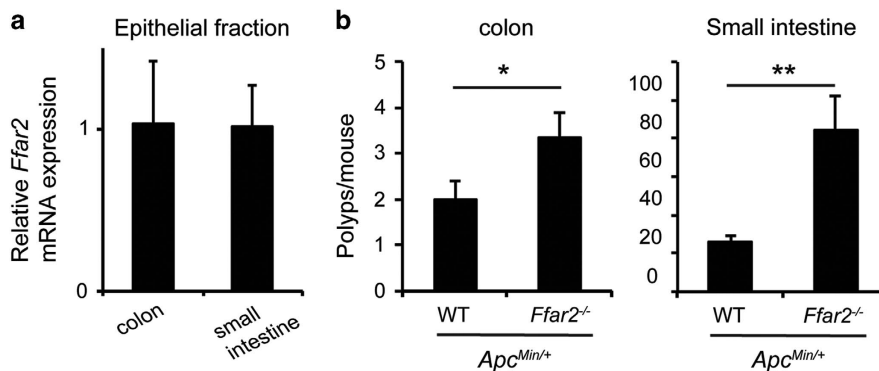 a
Epithelial fraction
Relative Ffar2
mRNA expression
1
0
colon
small
intestine
b
colon
Polyps/mouse
5
4
3
2
1
0
*
WT
Ffar2-/-
ApcMin/+
Small intestine
100
80
60
40
20
0
**
WT
Ffar2-/-
ApcMin/+